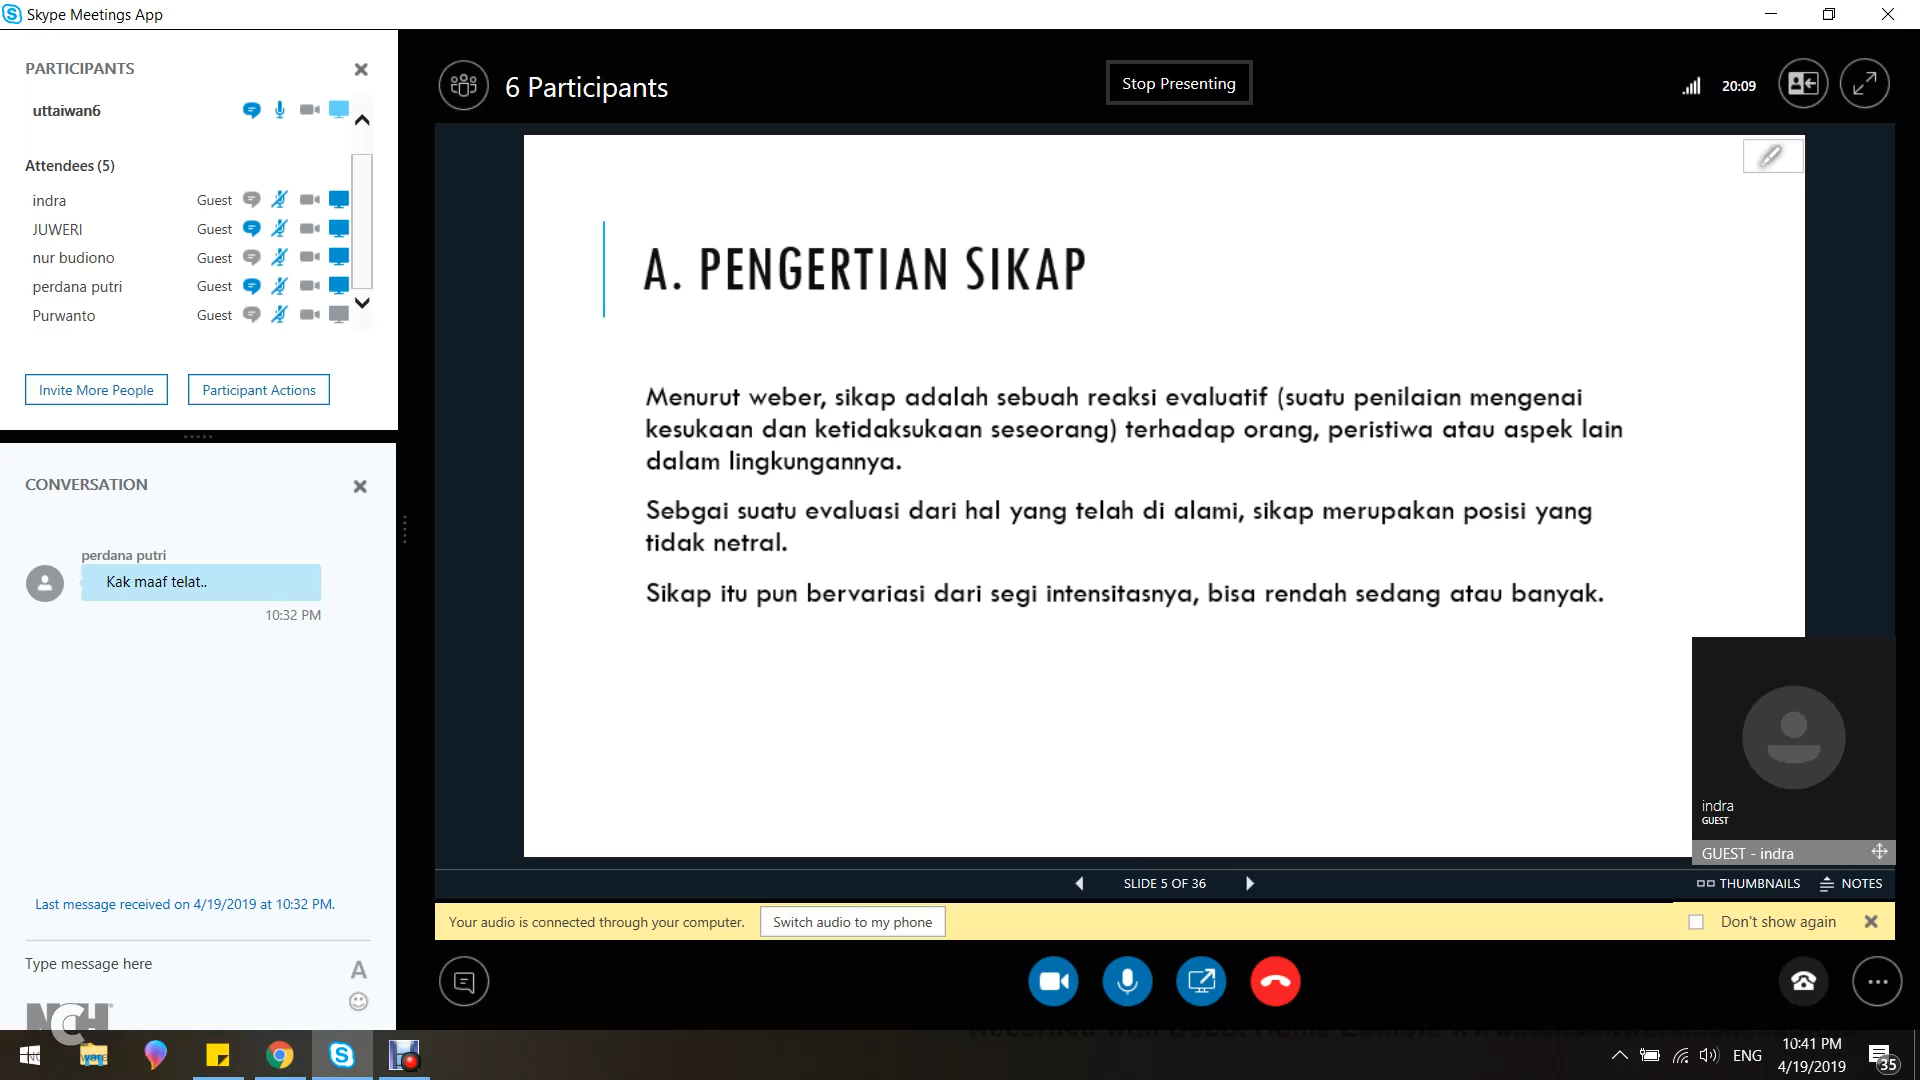 Skype Meetings App
PARTICIPANTS
uttaiwan6
Attendees (5)
indra Guest
JUWERI Guest
nur budiono Guest
perdana putri Guest
Purwanto Guest
Invite More People Participant Actions
CONVERSATION
perdana putri
Kak maaf telat..
10:32 PM
Last message received on 4/19/2019 at 10:32 PM.
Type message here
A
NCH
6 Participants
Stop Presenting
20:09
A. PENGERTIAN SIKAP
Menurut weber, sikap adalah sebuah reaksi evaluatif (suatu penilaian mengenai
kesukaan dan ketidaksukaan seseorang) terhadap orang, peristiwa atau aspek lain
dalam lingkungannya.
Sebgai suatu evaluasi dari hal yang telah di alami, sikap merupakan posisi yang
tidak netral.
Sikap itu pun bervariasi dari segi intensitasnya, bisa rendah sedang atau banyak.
indra
GUEST
GUEST - indra
SLIDE 5 OF 36
THUMBNAILS NOTES
Your audio is connected through your computer. Switch audio to my phone Don't show again
ENG
10:41 PM
4/19/2019
35